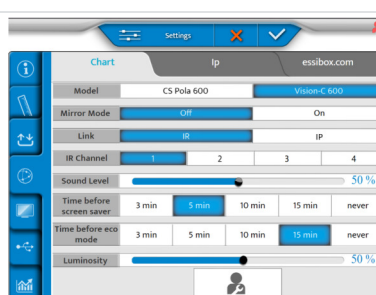 Settings
Chart Ip essibox.com
Model CS Pola 600 Vision-C 600
Mirror Mode Off On
Link IR IP
IR Channel 1 2 3 4
Sound Level 50 %
Time before screen saver 3 min 5 min 10 min 15 min never
Time before eco mode 3 min 5 min 10 min 15 min never
Luminosity 50 %